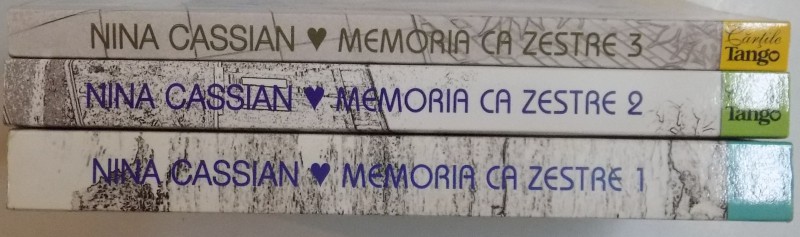 NINA CASSIAN ♥ MEMORIA CA ZESTRE 3
Cărțile
Tango
NINA CASSIAN ♥ MEMORIA CA ZESTRE 2
Tango
NINA CASSIAN ♥ MEMORIA CA ZESTRE 1